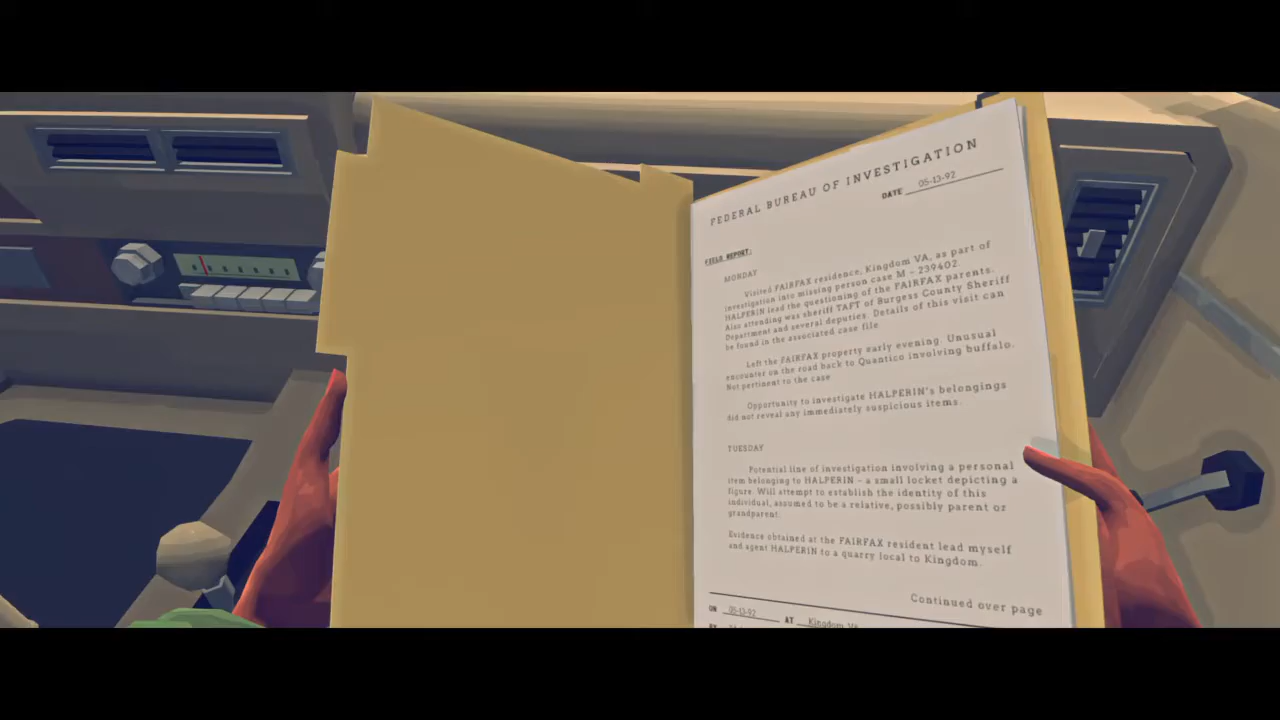 FEDERAL BUREAU OF INVESTIGATION
DATE 05-13-92
FIELD REPORT:
MONDAY
Visited FAIRFAX residence, Kingdom VA, as part of
investigation into missing person case M - 239402.
HALPERIN lead the questioning of the FAIRFAX parents.
Also attending was sheriff TAFT of Burgess County Sheriff
Department and several deputies. Details of this visit can
be found in the associated case file.
Left the FAIRFAX property early evening. Unusual
encounter on the road back to Quantico involving buffalo.
Not pertinent to the case.
Opportunity to investigate HALPERIN's belongings
did not reveal any immediately suspicious items.
TUESDAY
Potential line of investigation involving a personal
item belonging to HALPERIN - a small locket depicting a
figure. Will attempt to establish the identity of this
individual, assumed to be a relative, possibly parent or
grandparent.
Evidence obtained at the FAIRFAX resident lead myself
and agent HALPERIN to a quarry local to Kingdom.
Continued over page
ON 05-13-92 AT Kingdom VA